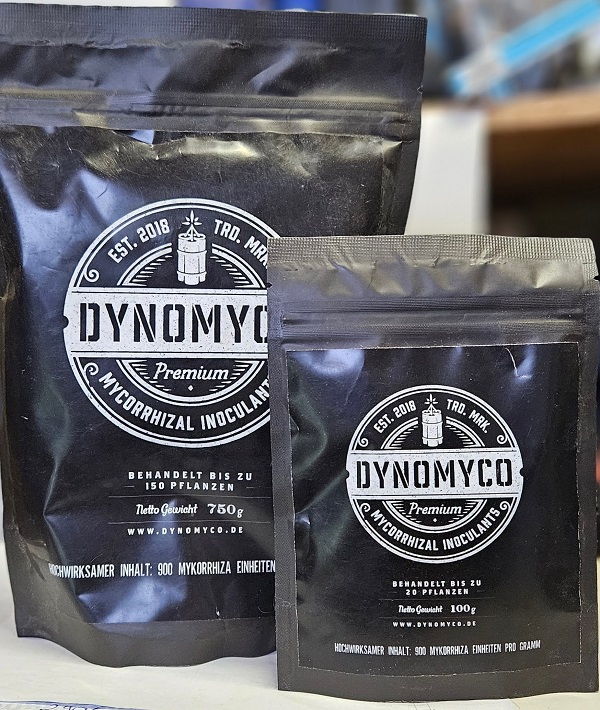 EST. 2018 TRD. MRK.
DYNOMYC
Premium
MYCORRHIZAL INOCULANT
BEHANDELT BIS ZU
150 PFLANZEN
Netto Gewicht 750g
WWW.DYNOMYCO.DE
HOCHWIRKSAMER INHALT: 900 MYKORRHIZA EINHEITEN
EST. 2018 TRD. MRK.
DYNOMYCO
Premium
MYCORRHIZAL INOCULANTS
BEHANDELT BIS ZU
20 PFLANZEN
Netto Gewicht 100g
WWW.DYNOMYCO.DE
HOCHWIRKSAMER INHALT: 900 MYKORRHIZA EINHEITEN PRO GRAMM